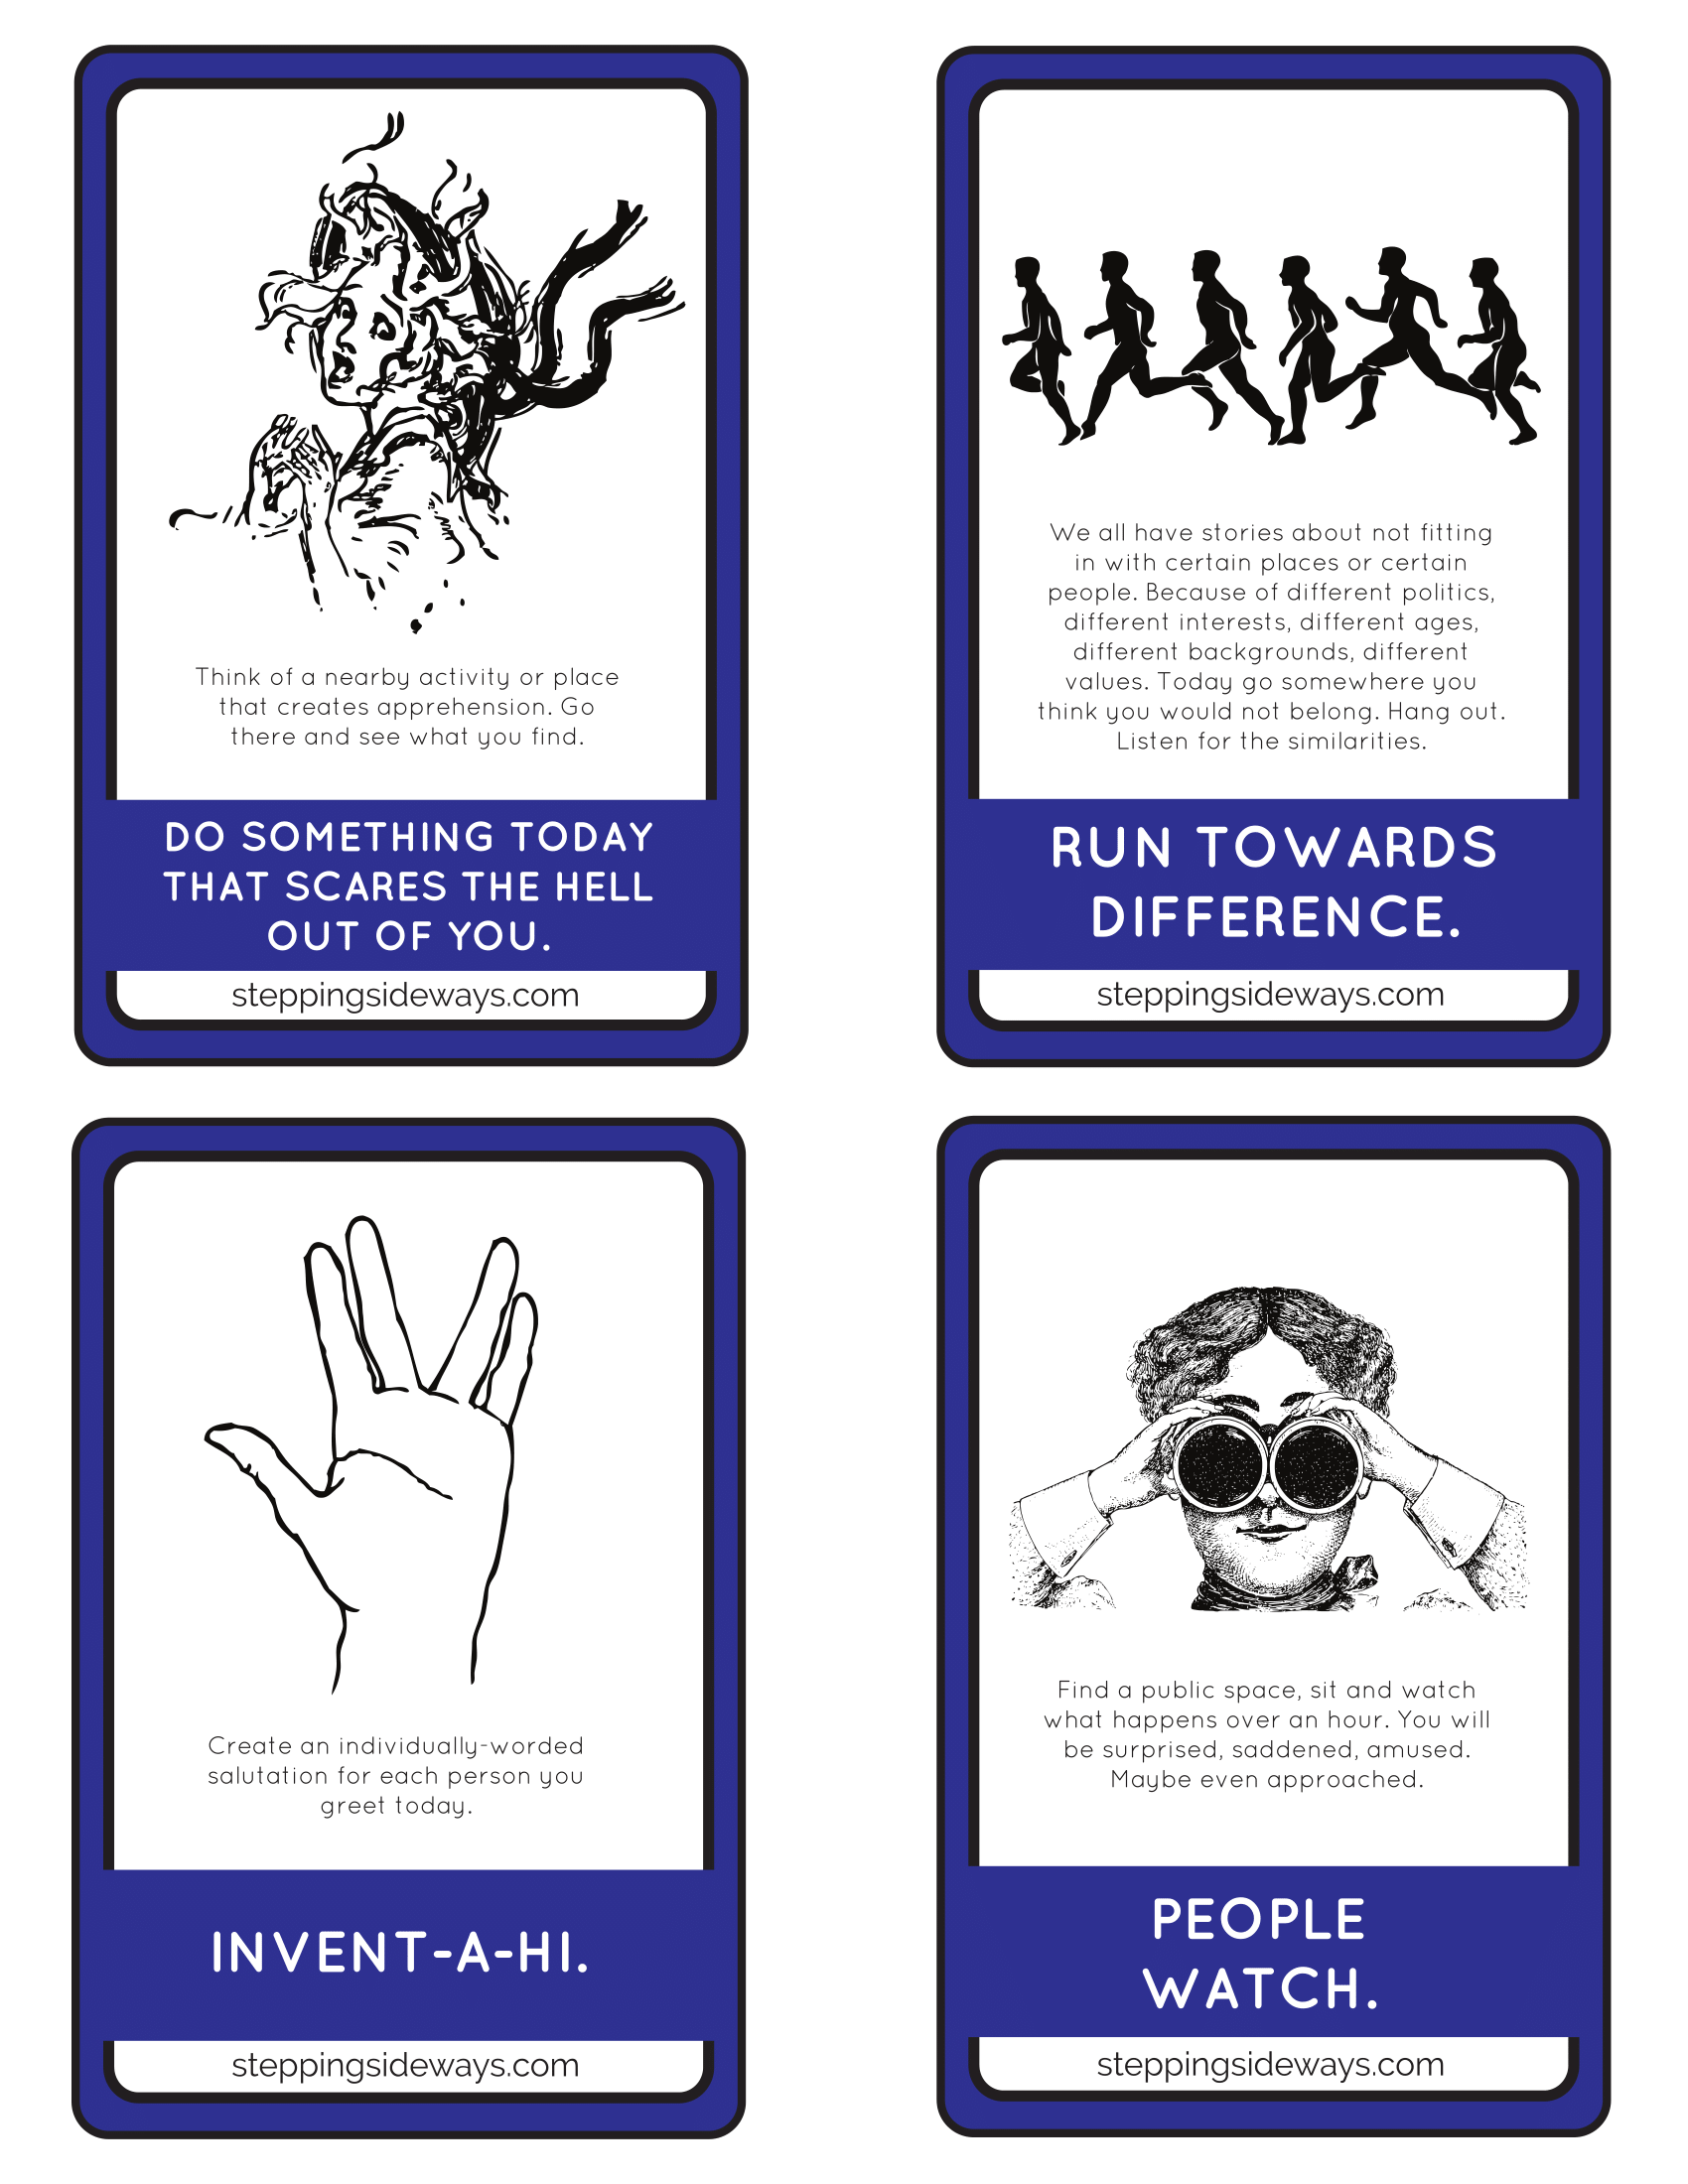 Think of a nearby activity or place
that creates apprehension. Go
there and see what you find.
DO SOMETHING TODAY
THAT SCARES THE HELL
OUT OF YOU.
steppingsideways.com
We all have stories about not fitting
in with certain places or certain
people. Because of different politics,
different interests, different ages,
different backgrounds, different
values. Today go somewhere you
think you would not belong. Hang out.
Listen for the similarities.
RUN TOWARDS
DIFFERENCE.
steppingsideways.com
Create an individually-worded
salutation for each person you
greet today.
INVENT-A-HI.
steppingsideways.com
Find a public space, sit and watch
what happens over an hour. You will
be surprised, saddened, amused.
Maybe even approached.
PEOPLE
WATCH.
steppingsideways.com